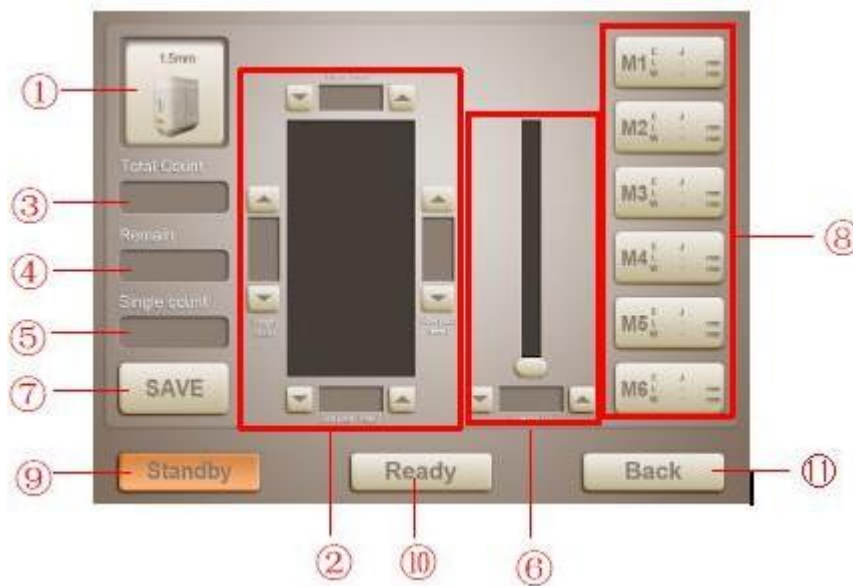 1.5mm
①
Total Count
③
Remain
④
Single count
⑤
⑦
SAVE
M1 E J
L
W
M2 E J
L
W
M3 E J
L
W
M4 E J
L
W
M5 E J
L
W
M6 E J
L
W
⑧
⑨
Standby
Ready
Back
⑪
②
⑩
⑥